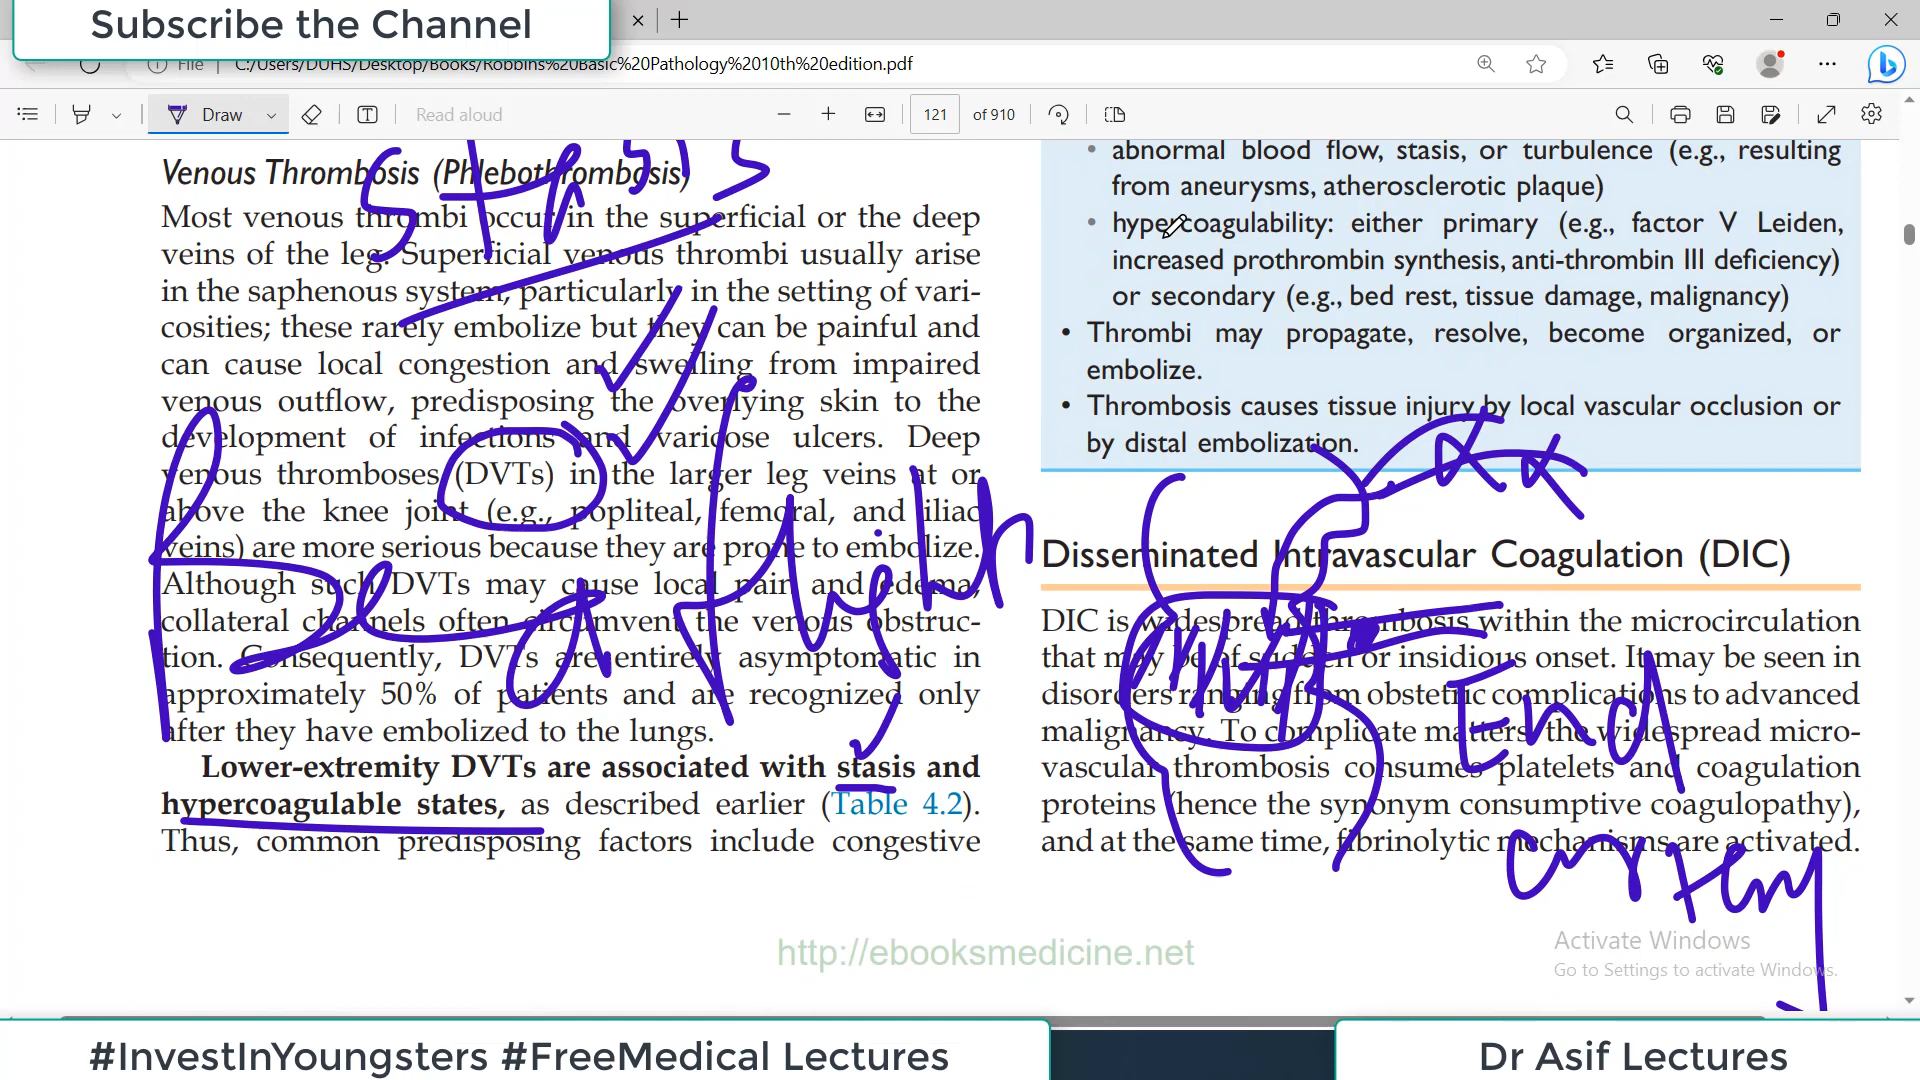 Subscribe the Channel
File C:/Users/DUHS/Desktop/Books/Robbins%20Basic%20Pathology%2010th%20edition.pdf
Draw Read aloud 121 of 910
stasis
Venous Thrombosis (Phlebothrombosis)
Most venous thrombi occur in the superficial or the deep
veins of the leg. Superficial venous thrombi usually arise
in the saphenous system, particularly in the setting of vari-
cosities; these rarely embolize but they can be painful and
can cause local congestion and swelling from impaired
venous outflow, predisposing the overlying skin to the
development of infections and varicose ulcers. Deep
venous thromboses (DVTs) in the larger leg veins at or
above the knee joint (e.g., popliteal, femoral, and iliac
veins) are more serious because they are prone to embolize.
Although such DVTs may cause local pain and edema,
collateral channels often circumvent the venous obstruc-
tion. Consequently, DVTs are entirely asymptomatic in
approximately 50% of patients and are recognized only
after they have embolized to the lungs.
Lower-extremity DVTs are associated with stasis and
hypercoagulable states, as described earlier (Table 4.2).
Thus, common predisposing factors include congestive
abnormal blood flow, stasis, or turbulence (e.g., resulting
from aneurysms, atherosclerotic plaque)
hypercoagulability: either primary (e.g., factor V Leiden,
increased prothrombin synthesis, anti-thrombin III deficiency)
or secondary (e.g., bed rest, tissue damage, malignancy)
• Thrombi may propagate, resolve, become organized, or
embolize.
• Thrombosis causes tissue injury by local vascular occlusion or
by distal embolization.
Disseminated Intravascular Coagulation (DIC)
DIC is widespread thrombosis within the microcirculation
that may be of sudden or insidious onset. It may be seen in
disorders ranging from obstetric complications to advanced
malignancy. To complicate matters, the widespread micro-
vascular thrombosis consumes platelets and coagulation
proteins (hence the synonym consumptive coagulopathy),
and at the same time, fibrinolytic mechanisms are activated.
End
artery
http://ebooksmedicine.net
Activate Windows
Go to Settings to activate Windows.
#InvestInYoungsters #FreeMedical Lectures
Dr Asif Lectures